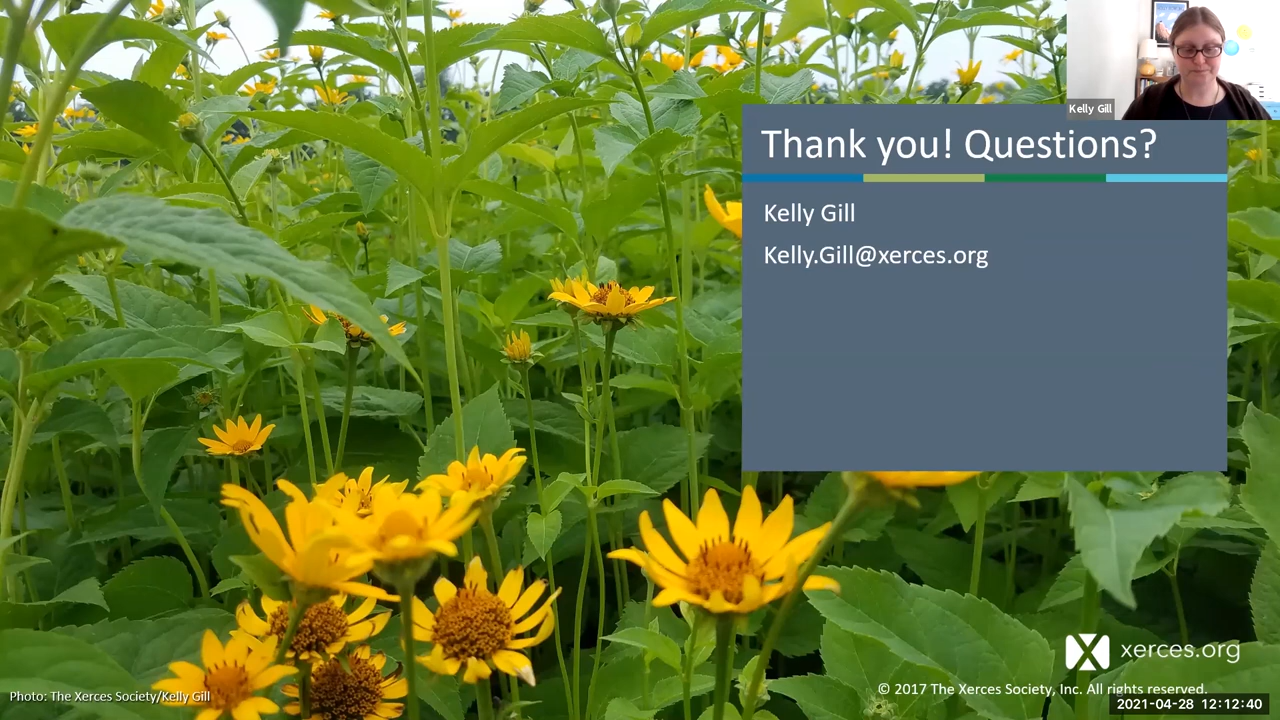 Kelly Gill
Thank you! Questions?
Kelly Gill
Kelly.Gill@xerces.org
xerces.org
Photo: The Xerces Society/Kelly Gill
© 2017 The Xerces Society, Inc. All rights reserved.
2021-04-28 12:12:40